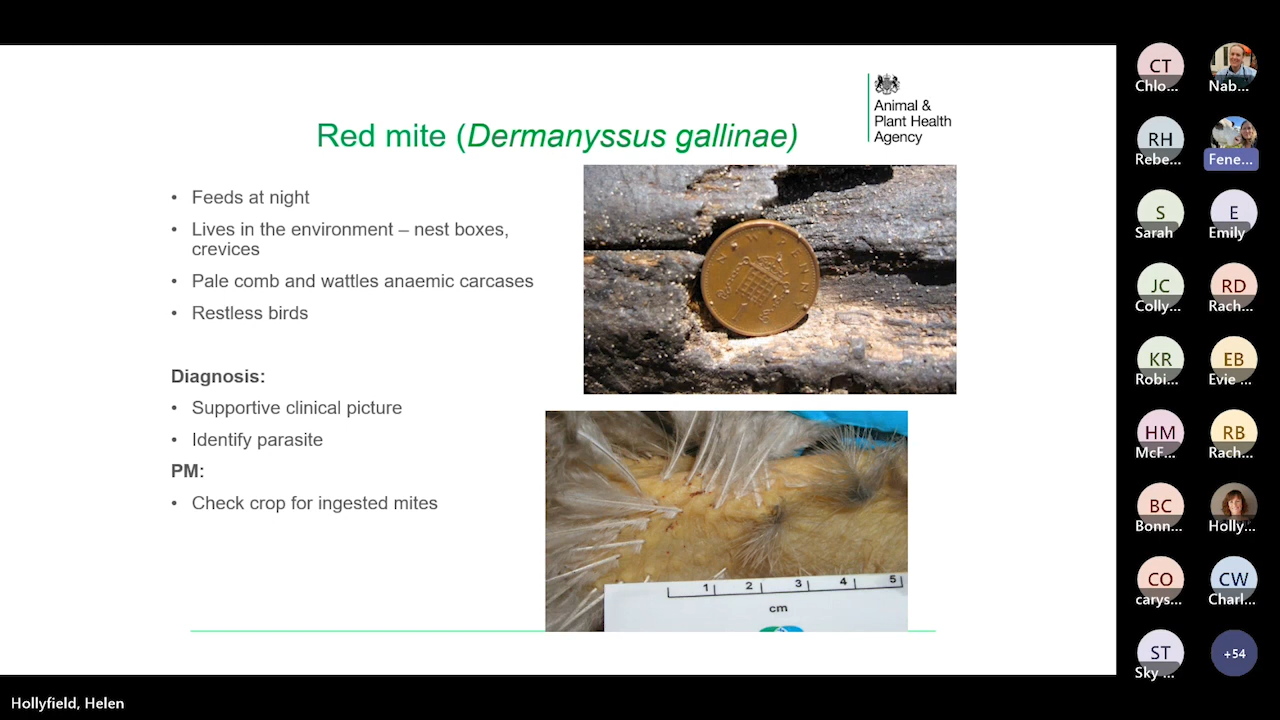 Animal &
Plant Health
Agency
Red mite (Dermanyssus gallinae)
• Feeds at night
• Lives in the environment – nest boxes,
crevices
• Pale comb and wattles anaemic carcases
• Restless birds
Diagnosis:
• Supportive clinical picture
• Identify parasite
PM:
• Check crop for ingested mites
NEW PENNY
1 2 3 4 5
cm
CT
Chlo...
Nab...
RH
Rebe...
Fene...
S
Sarah
E
Emily
JC
Colly...
RD
Rach...
KR
Robi...
EB
Evie ...
HM
McF...
RB
Rach...
BC
Bonn...
Holly...
CO
carys...
CW
Charl...
ST
Sky ...
+54
Hollyfield, Helen